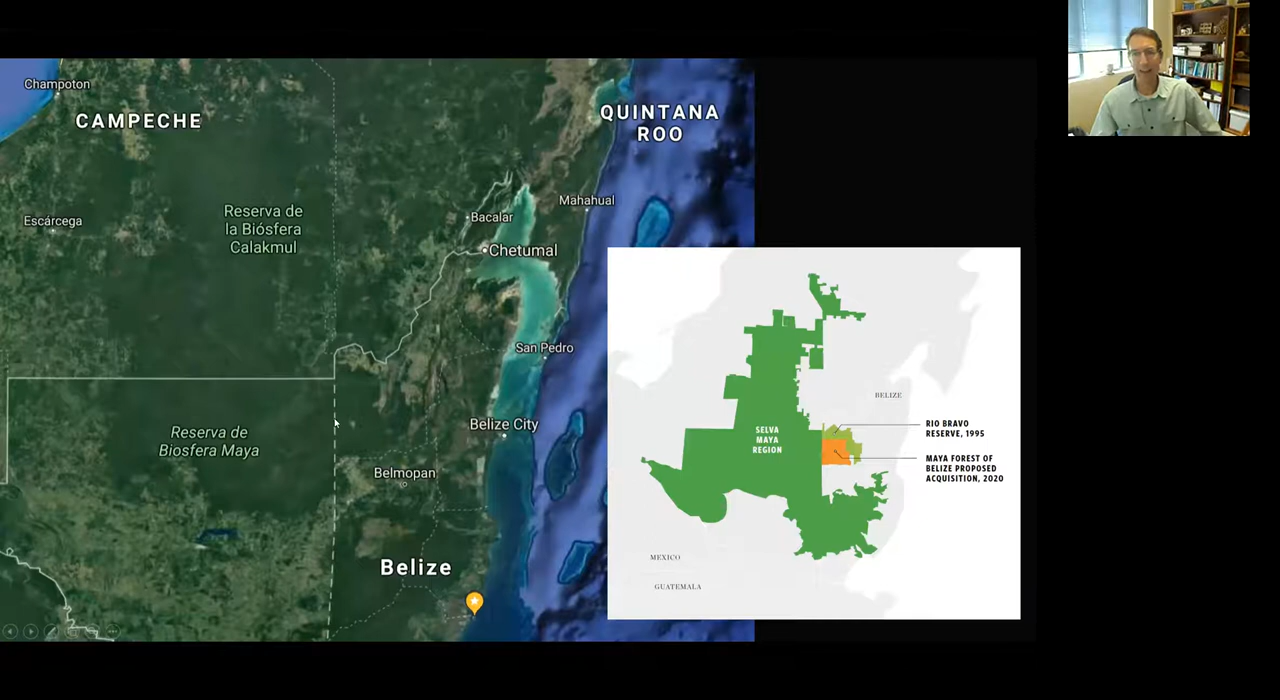 Champoton
CAMPECHE
QUINTANA
ROO
Escárcega
Reserva de
la Biósfera
Calakmul
Mahahual
Bacalar
Chetumal
San Pedro
Reserva de
Biosfera Maya
Belize City
Belmopan
Belize
BELIZE
SELVA
MAYA
REGION
RIO BRAVO
RESERVE, 1995
MAYA FOREST OF
BELIZE PROPOSED
ACQUISITION, 2020
MEXICO
GUATEMALA